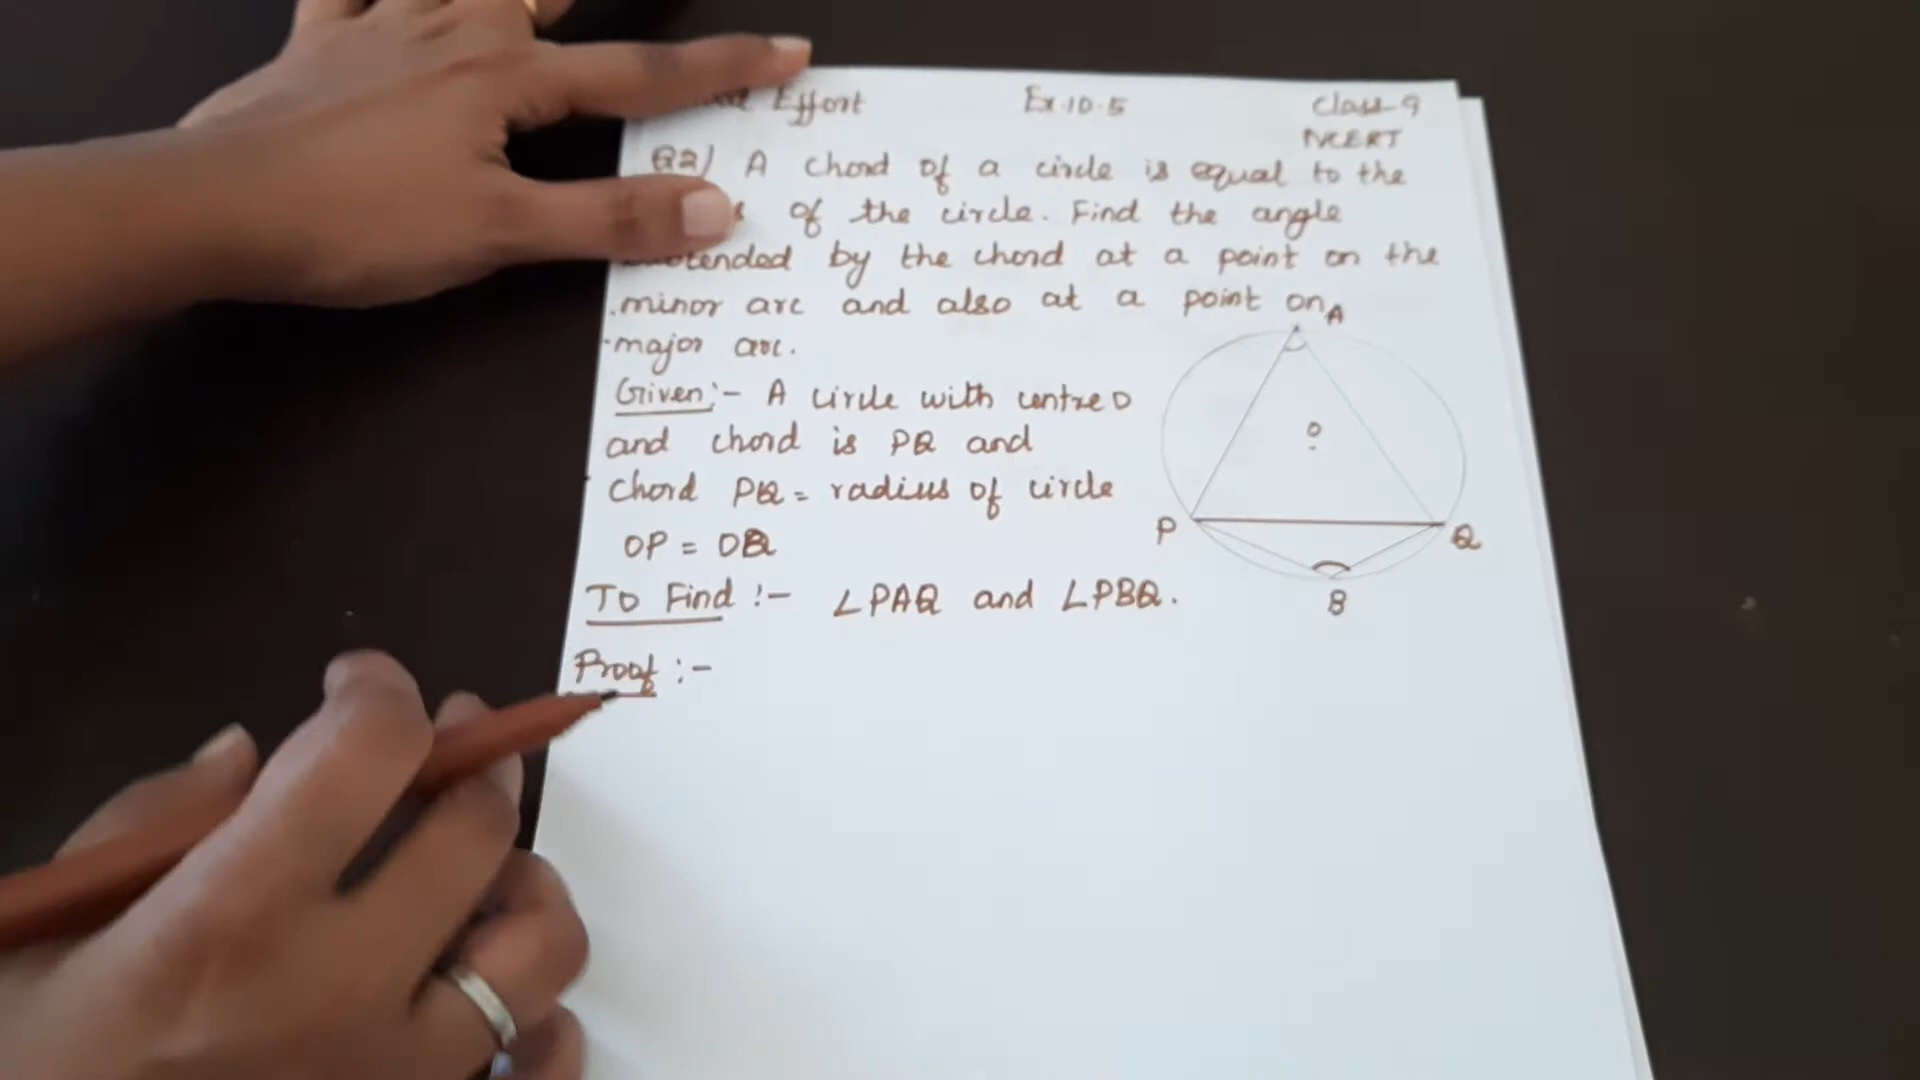 Effort Ex.10.5 Class 9
NCERT
Q2) A chord of a circle is equal to the
of the circle. Find the angle
by the chord at a point on the
minor arc and also at a point on
major arc.
Given:- A circle with centre O
and chord is PQ and
chord PQ = radius of circle
OP = OQ
To Find :- ∠PAQ and ∠PBQ.
Proof :-
A
O
P
Q
B